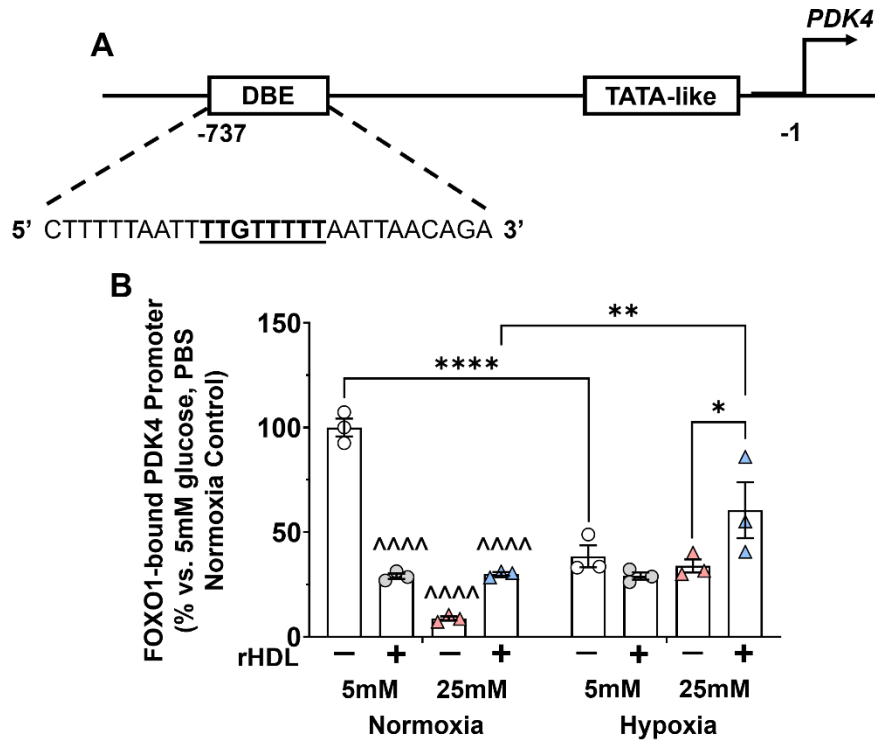 A
PDK4
DBE
TATA-like
-737
-1
5' CTTTTTAATTTTGTTTTTAATTAACAGA 3'
B
FOXO1-bound PDK4 Promoter
(% vs. 5mM glucose, PBS
Normoxia Control)
150
100
50
0
**
****
*
^^^^
^^^^
^^^^
rHDL − + − + − + − +
5mM 25mM 5mM 25mM
Normoxia Hypoxia